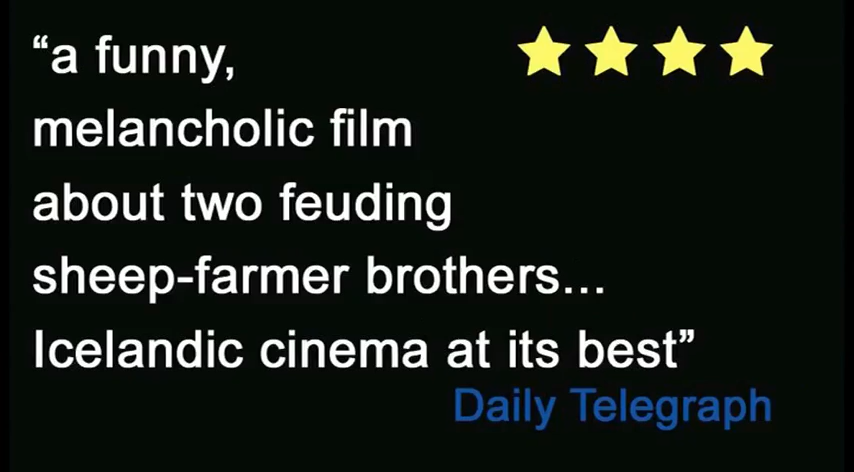 “a funny,
melancholic film
about two feuding
sheep-farmer brothers...
Icelandic cinema at its best”
Daily Telegraph